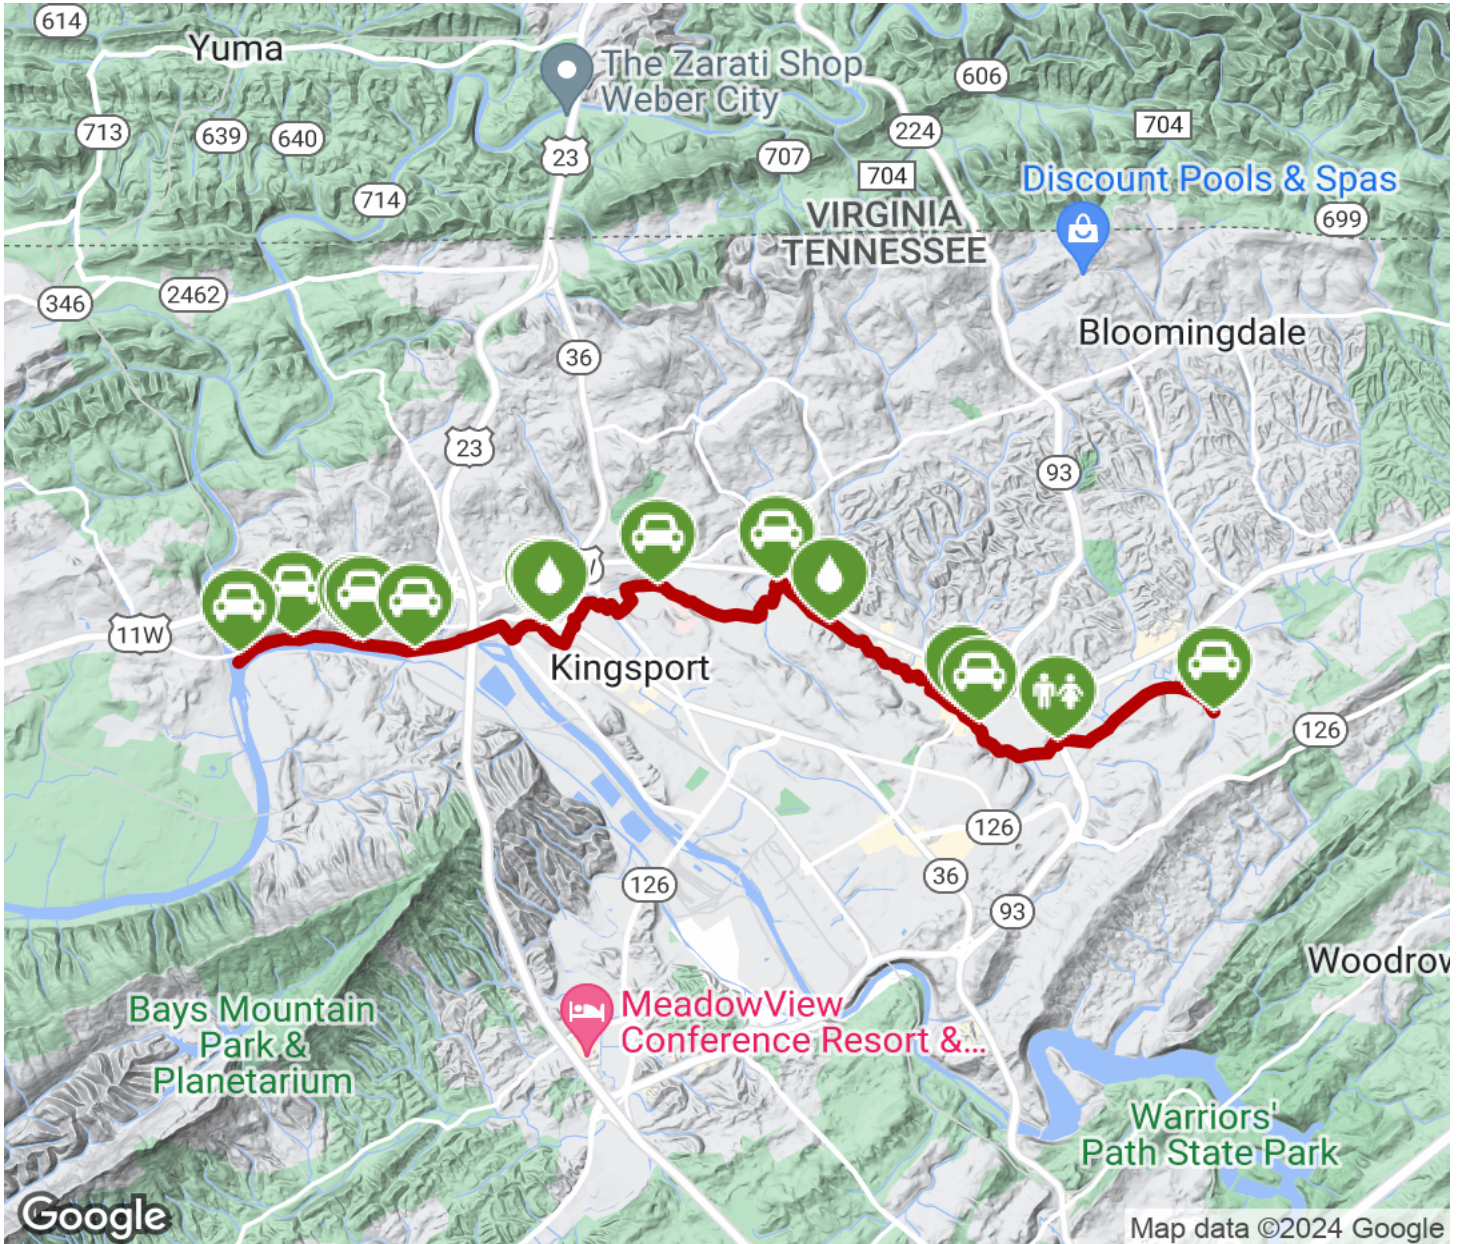 614
Yuma
The Zarati Shop
Weber City
606
713
639
640
23
224
704
707
704
714
Discount Pools & Spas
699
VIRGINIA
TENNESSEE
346
2462
36
Bloomingdale
23
93
11W
Kingsport
126
126
36
126
93
Woodrow
Bays Mountain
Park &
Planetarium
MeadowView
Conference Resort &...
Warriors'
Path State Park
Google
Map data ©2024 Google